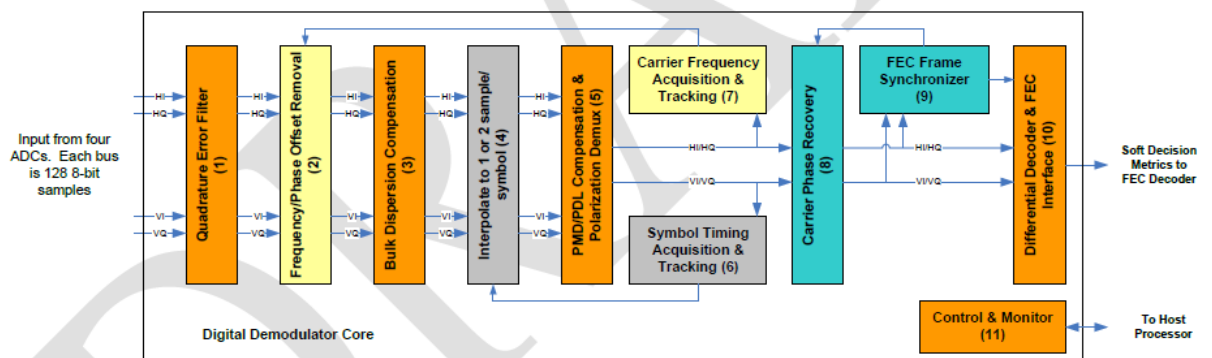 Input from four
ADCs. Each bus
is 128 8-bit
samples
HI
HQ
VI
VQ
Quadrature Error Filter
(1)
HI
HQ
VI
VQ
Frequency/Phase Offset Removal
(2)
HI
HQ
VI
VQ
Bulk Dispersion Compensation
(3)
HI
HQ
VI
VQ
Interpolate to 1 or 2 sample/
symbol (4)
HI
HQ
VI
VQ
PMD/PDL Compensation &
Polarization Demux (5)
Carrier Frequency
Acquisition &
Tracking (7)
HI/HQ
VI/VQ
Symbol Timing
Acquisition &
Tracking (6)
Carrier Phase Recovery
(8)
FEC Frame
Synchronizer
(9)
HI/HQ
VI/VQ
Differential Decoder & FEC
Interface (10)
Soft Decision
Metrics to
FEC Decoder
Control & Monitor
(11)
To Host
Processor
Digital Demodulator Core